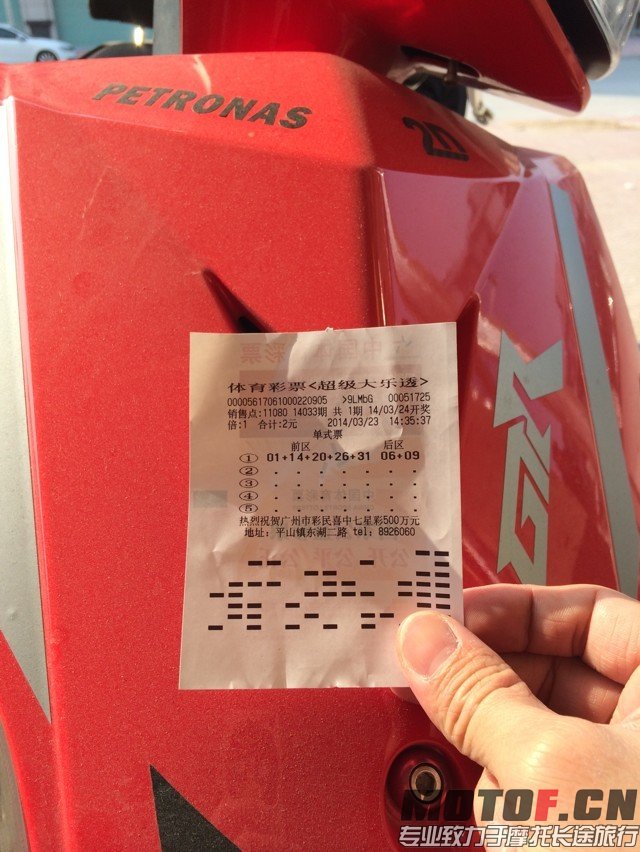 PETRONAS
20
GZR
体育彩票<超级大乐透>
00005617061000220905 >9LMbG 00051725
销售点:11080 14033期 共 1期 14/03/24开奖
倍:1 合计:2元 2014/03/23 14:35:37
单式票
前区 后区
① 01+14+20+26+31 06+09
②
③
④
⑤
热烈祝贺广州市彩民喜中七星彩500万元
地址: 平山镇东湖二路 tel: 8926060
MOTOF.CN
专业致力于摩托长途旅行